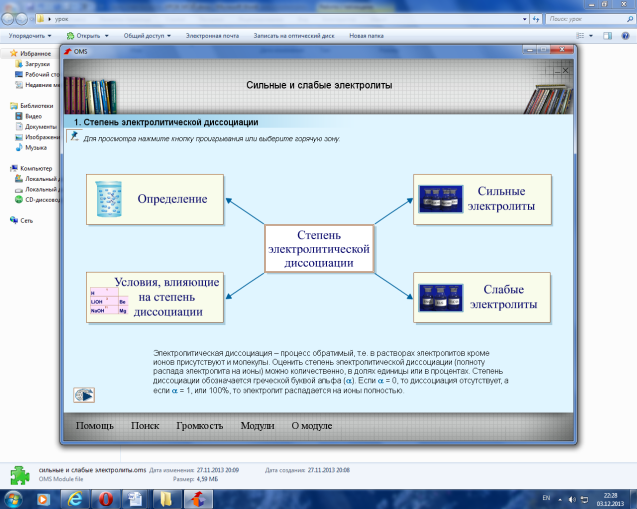 урок
Поиск: урок
Упорядочить
Открыть
Общий доступ
Электронная почта
Записать на оптический диск
Новая папка
Избранное
Загрузки
Рабочий сто
Недавние ме
Библиотеки
Видео
Документы
Изображени
Музыка
Компьютер
Локальный д
Локальный д
CD-дисковод
Сеть
OMS
Сильные и слабые электролиты
1. Степень электролитической диссоциации
Для просмотра нажмите кнопку проигрывания или выберите горячую зону.
Определение
Сильные
электролиты
Степень
электролитической
диссоциации
Условия, влияющие
на степень
диссоциации
H
LiOH Be
NaOH Mg
Слабые
электролиты
Электролитическая диссоциация – процесс обратимый, т.е. в растворах электролитов кроме
ионов присутствуют и молекулы. Оценить степень электролитической диссоциации (полноту
распада электролита на ионы) можно количественно, в долях единицы или в процентах. Степень
диссоциации обозначается греческой буквой альфа (α). Если α = 0, то диссоциация отсутствует, а
если α = 1, или 100%, то электролит распадается на ионы полностью.
Помощь Поиск Громкость Модули О модуле
сильные и слабые электролиты.oms Дата изменения: 27.11.2013 20:09 Дата создания: 27.11.2013 20:08
OMS Module file Размер: 4,59 МБ
EN
22:28
03.12.2013